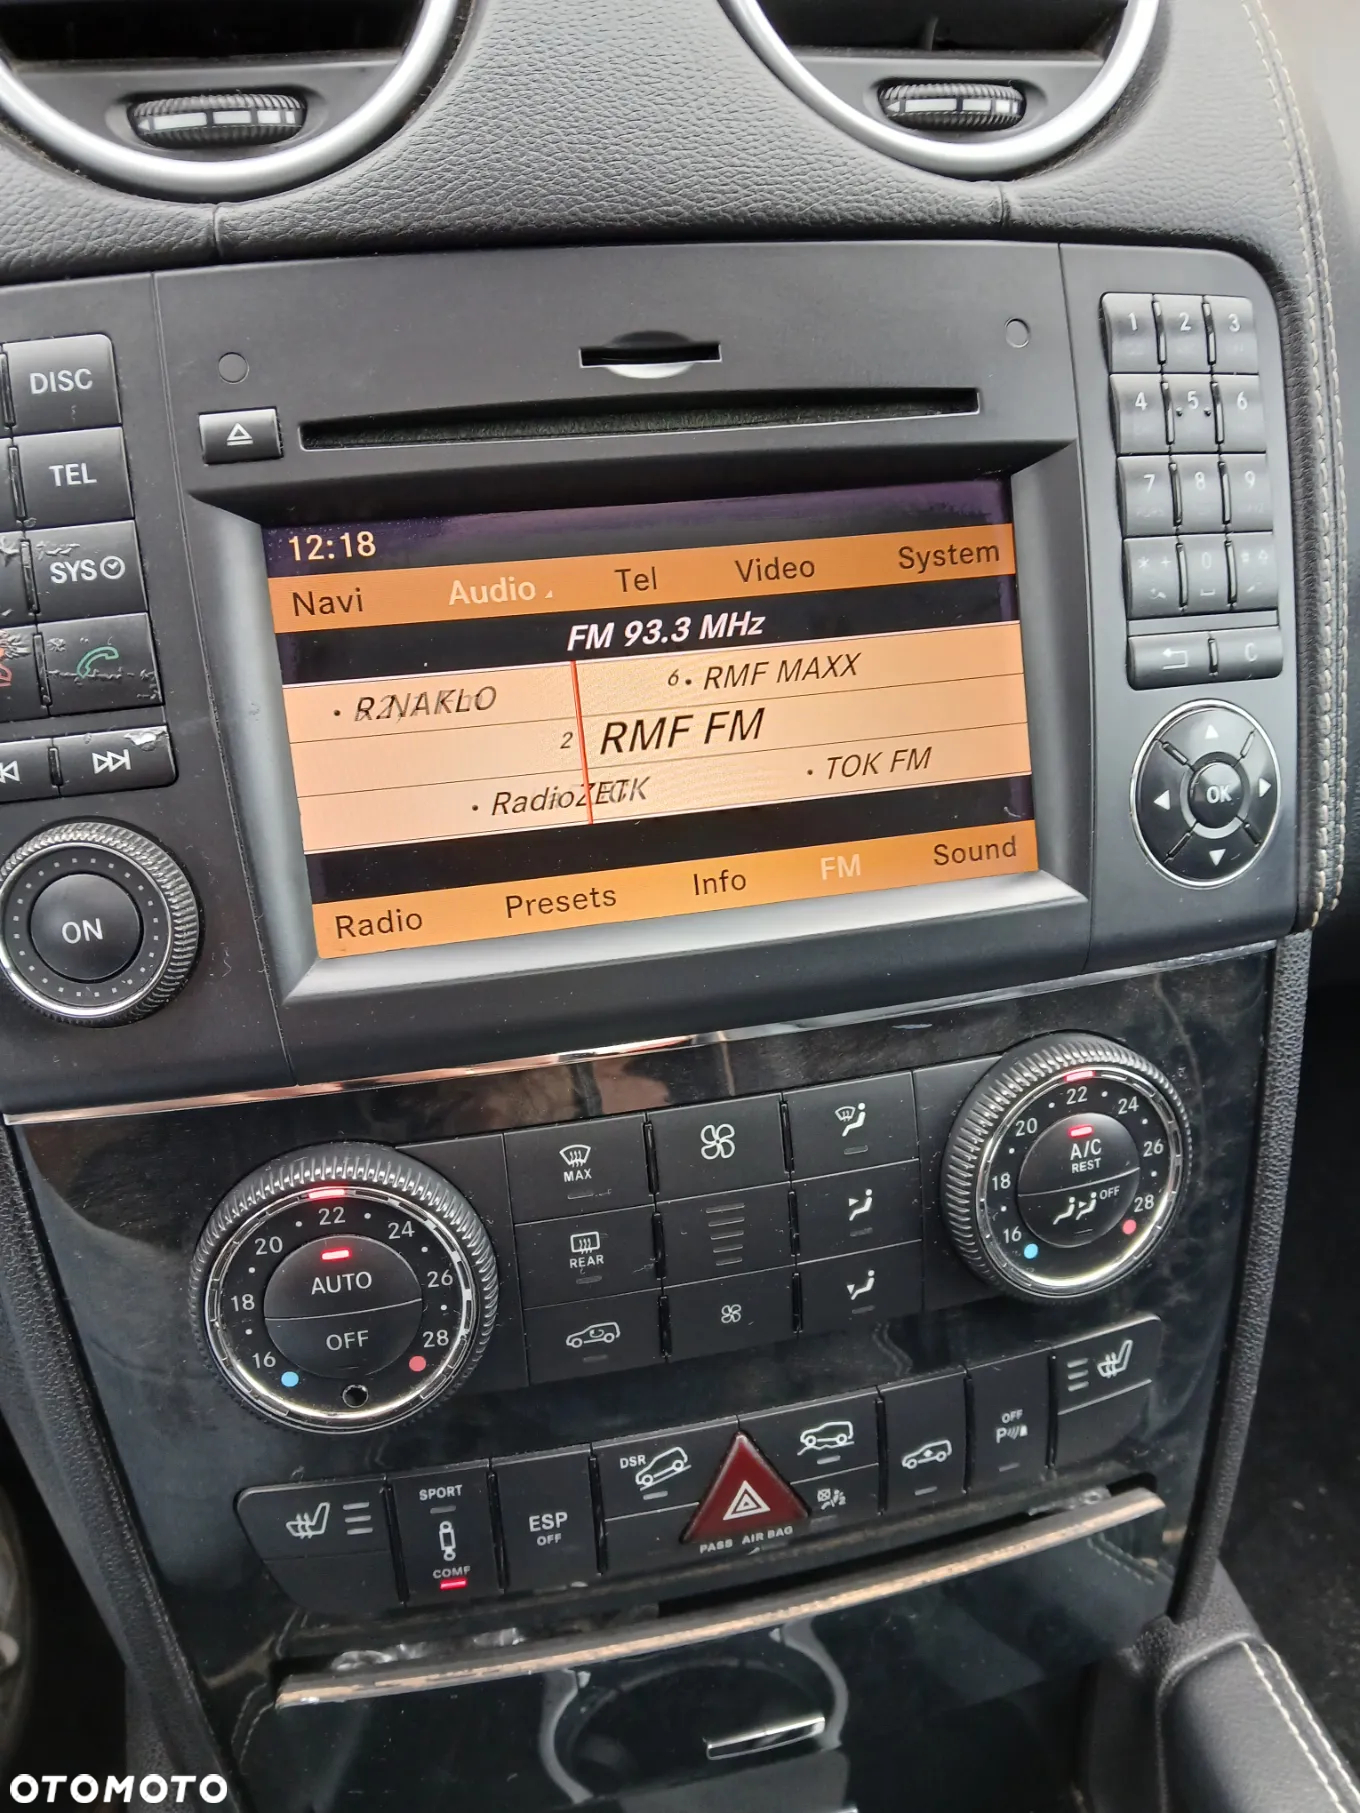 DISC
TEL
SYS
ON
12:18
Navi Audio Tel Video System
FM 93.3 MHz
6 • RMF MAXX
2 RMF FM
• TOK FM
Radio Presets Info FM Sound
1 2 3
4 5 6
7 8 9
* + 0 #
C
OK
22
20 24
18 26
16 28
AUTO
OFF
MAX
REAR
22
20 24
18 26
16 28
A/C
REST
OFF
SPORT
COMF
ESP
OFF
DSR
PASS AIR BAG
OFF
P
OTOMOTO